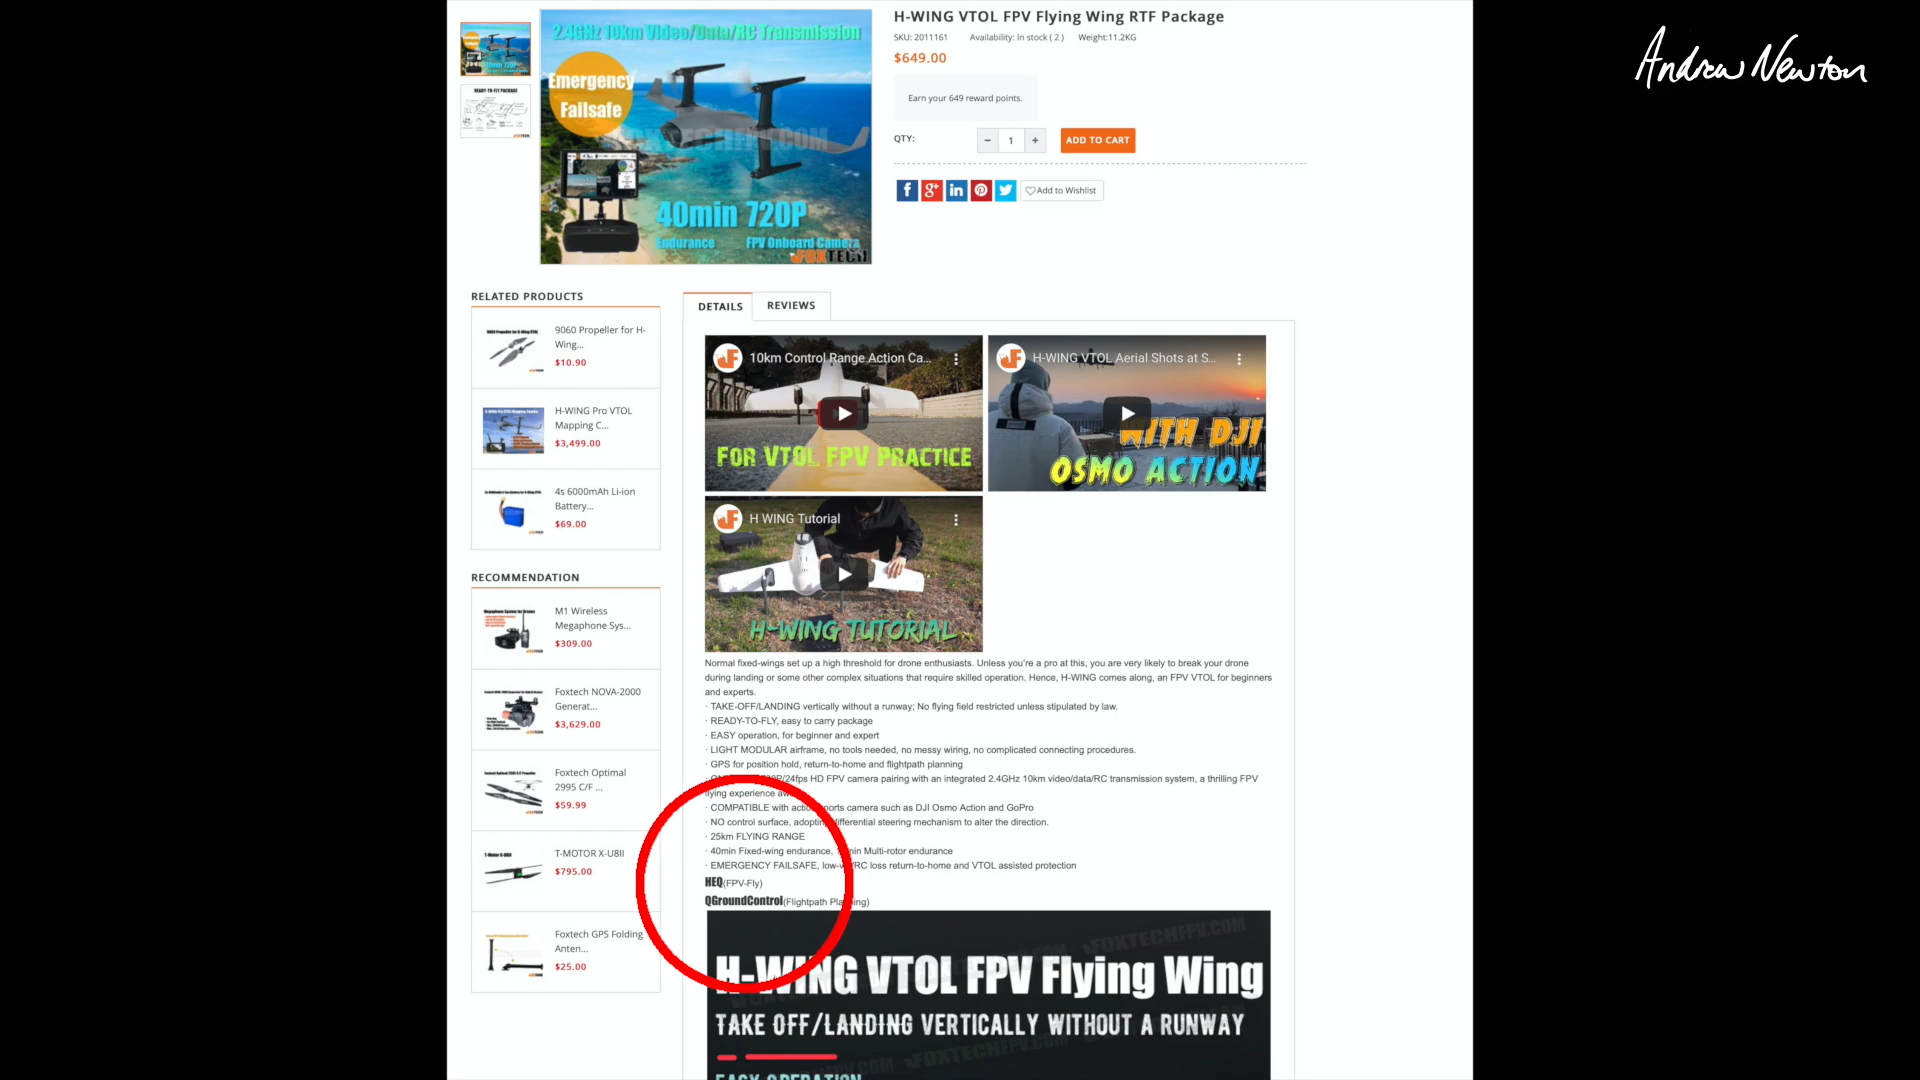 Andrew Newton
2.4GHz 10km Video/Data/RC Transmission
Emergency
Failsafe
FOXTECHFPV.COM
40min 720P
Endurance FPV Onboard Camera
FOXTECH
READY-TO-FLY PACKAGE
H-WING VTOL FPV Flying Wing RTF Package
SKU: 2011161 Availability: In stock ( 2 ) Weight:11.2KG
$649.00
Earn your 649 reward points.
QTY: − 1 + ADD TO CART
Add to Wishlist
RELATED PRODUCTS
9060 Propeller for H-
Wing...
$10.90
H-WING Pro VTOL
Mapping C...
$3,499.00
4s 6000mAh Li-ion
Battery...
$69.00
RECOMMENDATION
M1 Wireless
Megaphone Sys...
$309.00
Foxtech NOVA-2000
Generat...
$3,629.00
Foxtech Optimal
2995 C/F ...
$59.99
T-MOTOR X-U8II
$795.00
Foxtech GPS Folding
Anten...
$25.00
DETAILS REVIEWS
10km Control Range Action Ca...
FOR VTOL FPV PRACTICE
H-WING VTOL Aerial Shots at S...
WITH DJI
OSMO ACTION
H WING Tutorial
H-WING TUTORIAL
Normal fixed-wings set up a high threshold for drone enthusiasts. Unless you're a pro at this, you are very likely to break your drone
during landing or some other complex situations that require skilled operation. Hence, H-WING comes along, an FPV VTOL for beginners
and experts.
· TAKE-OFF/LANDING vertically without a runway; No flying field restricted unless stipulated by law.
· READY-TO-FLY, easy to carry package
· EASY operation, for beginner and expert
· LIGHT MODULAR airframe, no tools needed, no messy wiring, no complicated connecting procedures.
· GPS for position hold, return-to-home and flightpath planning
/24fps HD FPV camera pairing with an integrated 2.4GHz 10km video/data/RC transmission system, a thrilling FPV
flying experience
· COMPATIBLE with camera such as DJI Osmo Action and GoPro
· NO control surface, differential steering mechanism to alter the direction.
· 25km FLYING RANGE
· 40min Fixed-wing endurance, Multi-rotor endurance
· EMERGENCY FAILSAFE, /RC loss return-to-home and VTOL assisted protection
HEQ(FPV-Fly)
QGroundControl(Flightpath Planning)
H-WING VTOL FPV Flying Wing
TAKE OFF/LANDING VERTICALLY WITHOUT A RUNWAY
FOXTECHFPV.COM
EASY OPERATION